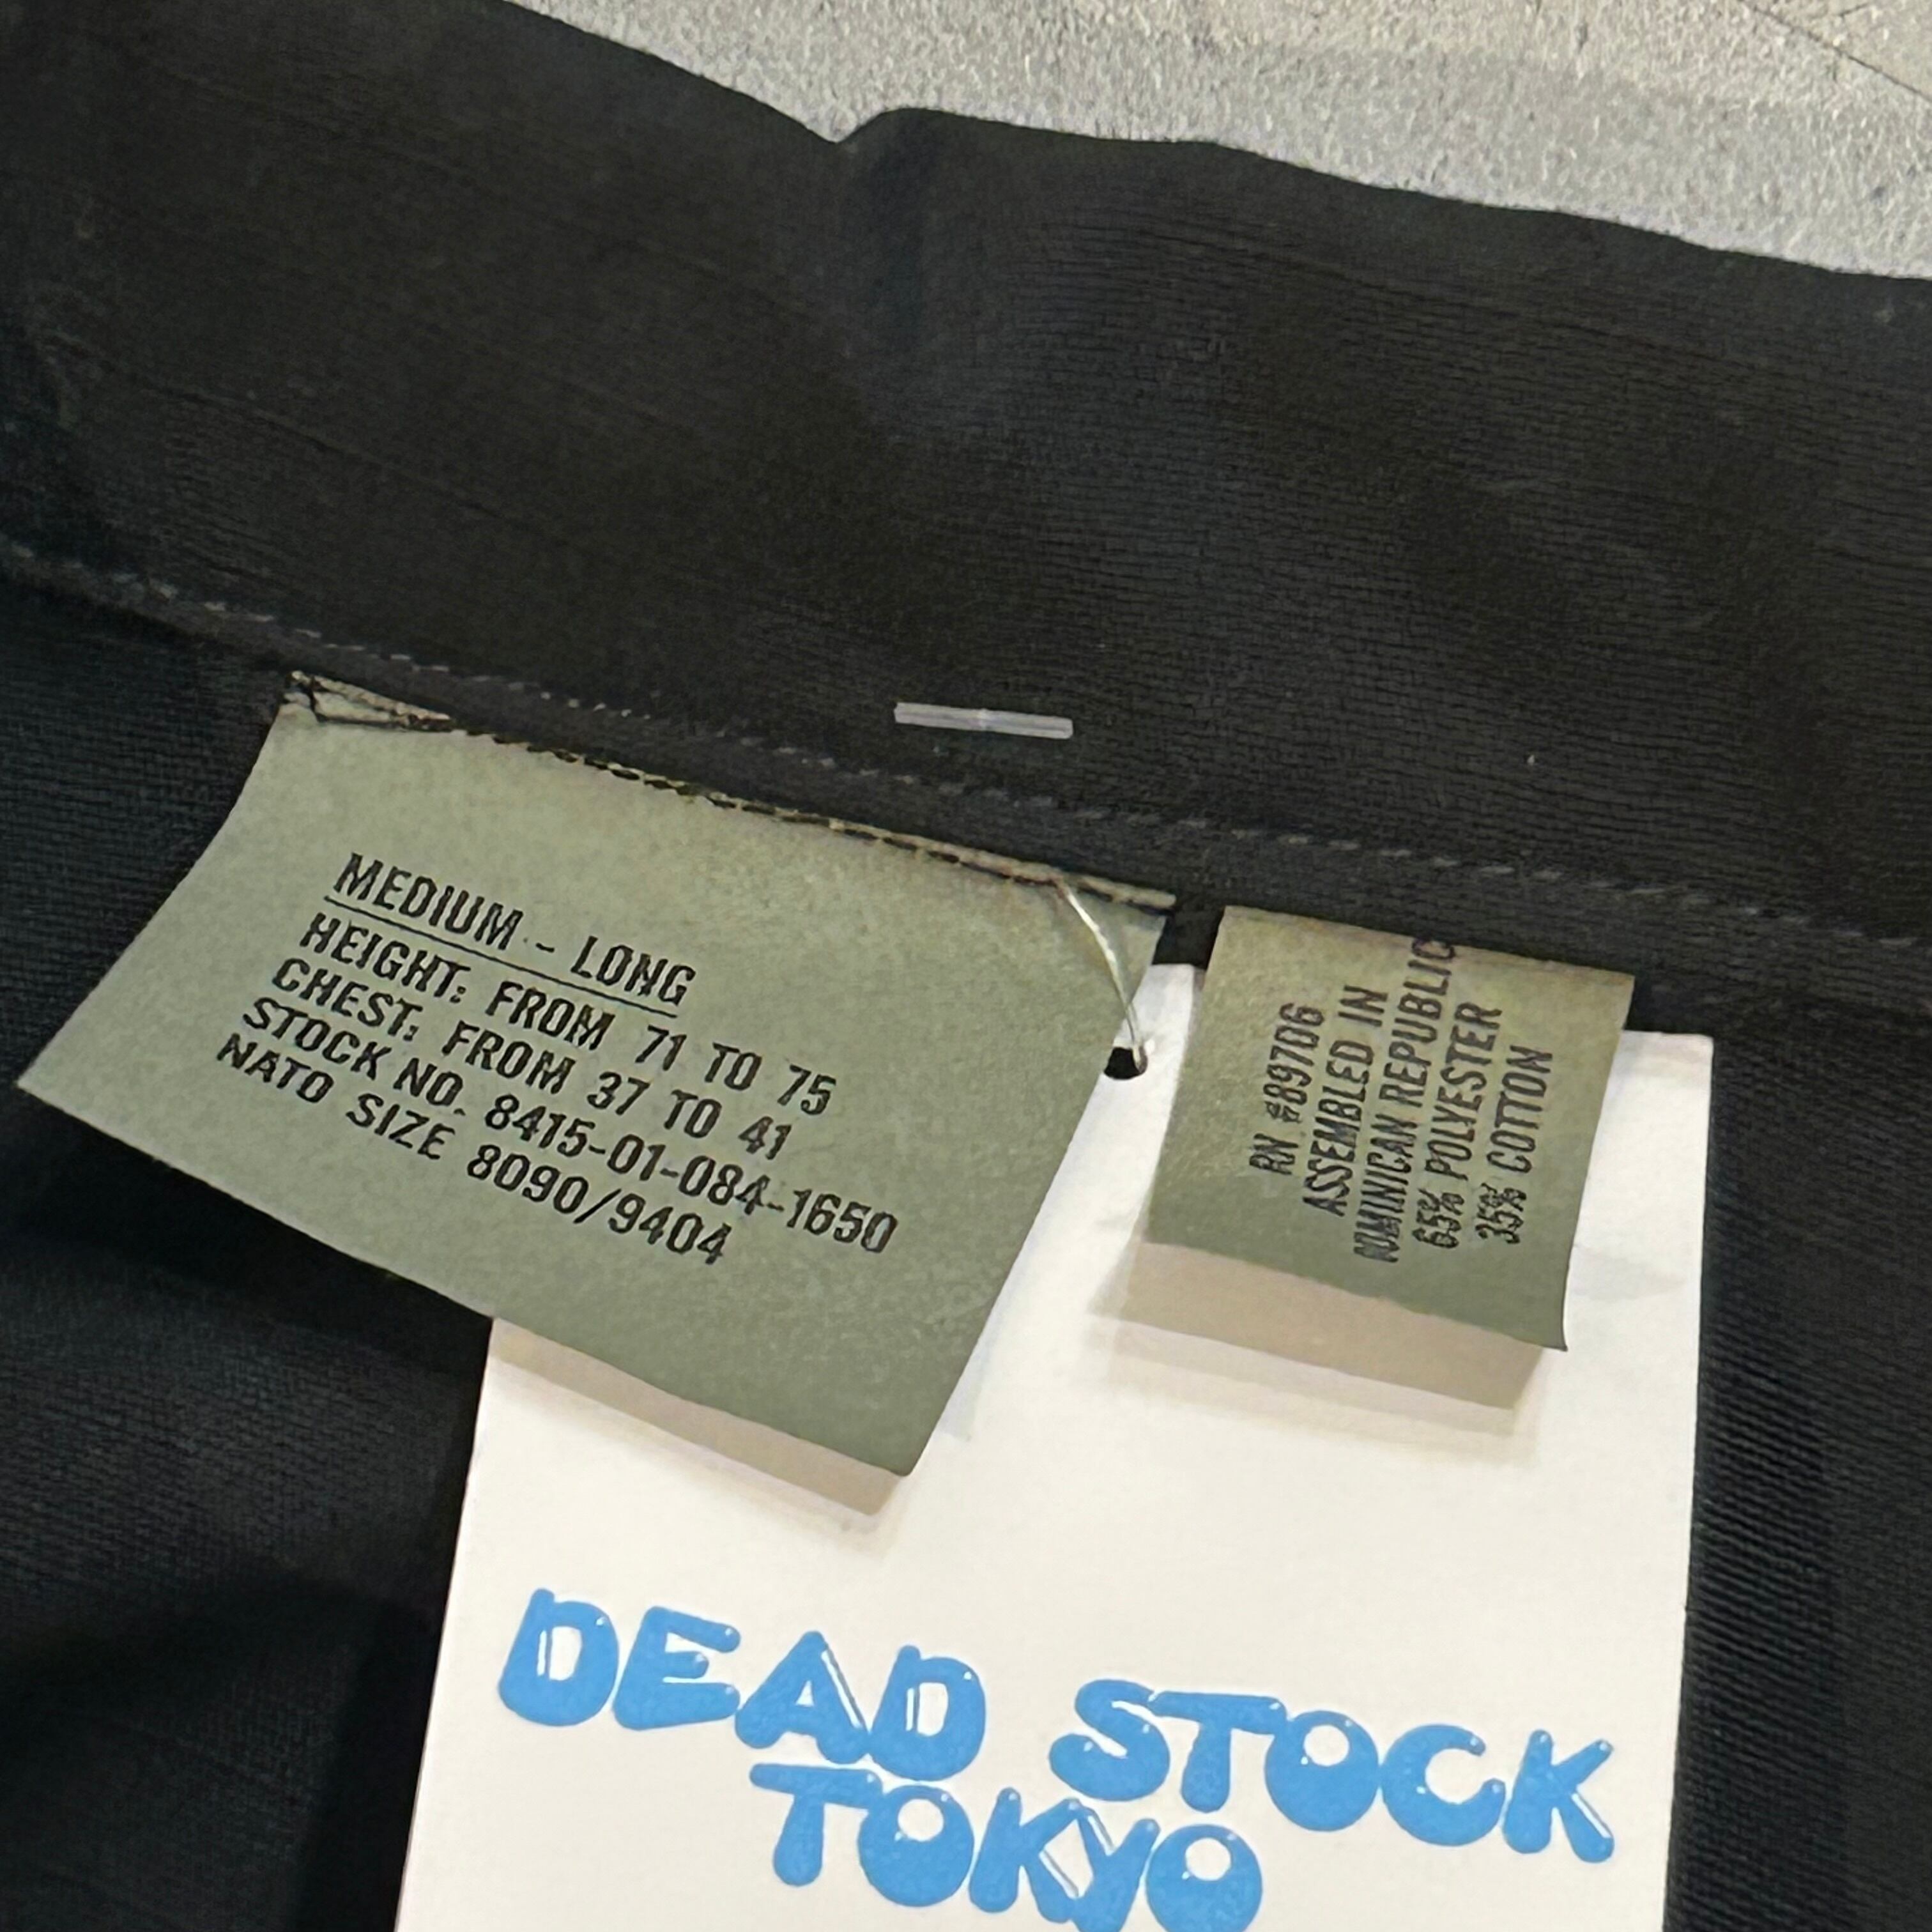 MEDIUM - LONG
HEIGHT: FROM 71 TO 75
CHEST: FROM 37 TO 41
STOCK NO. 8415-01-084-1650
NATO SIZE 8090/9404
RN #89706
ASSEMBLED IN
DOMINICAN REPUBLIC
65% POLYESTER
35% COTTON
DEAD STOCK
TOKYO